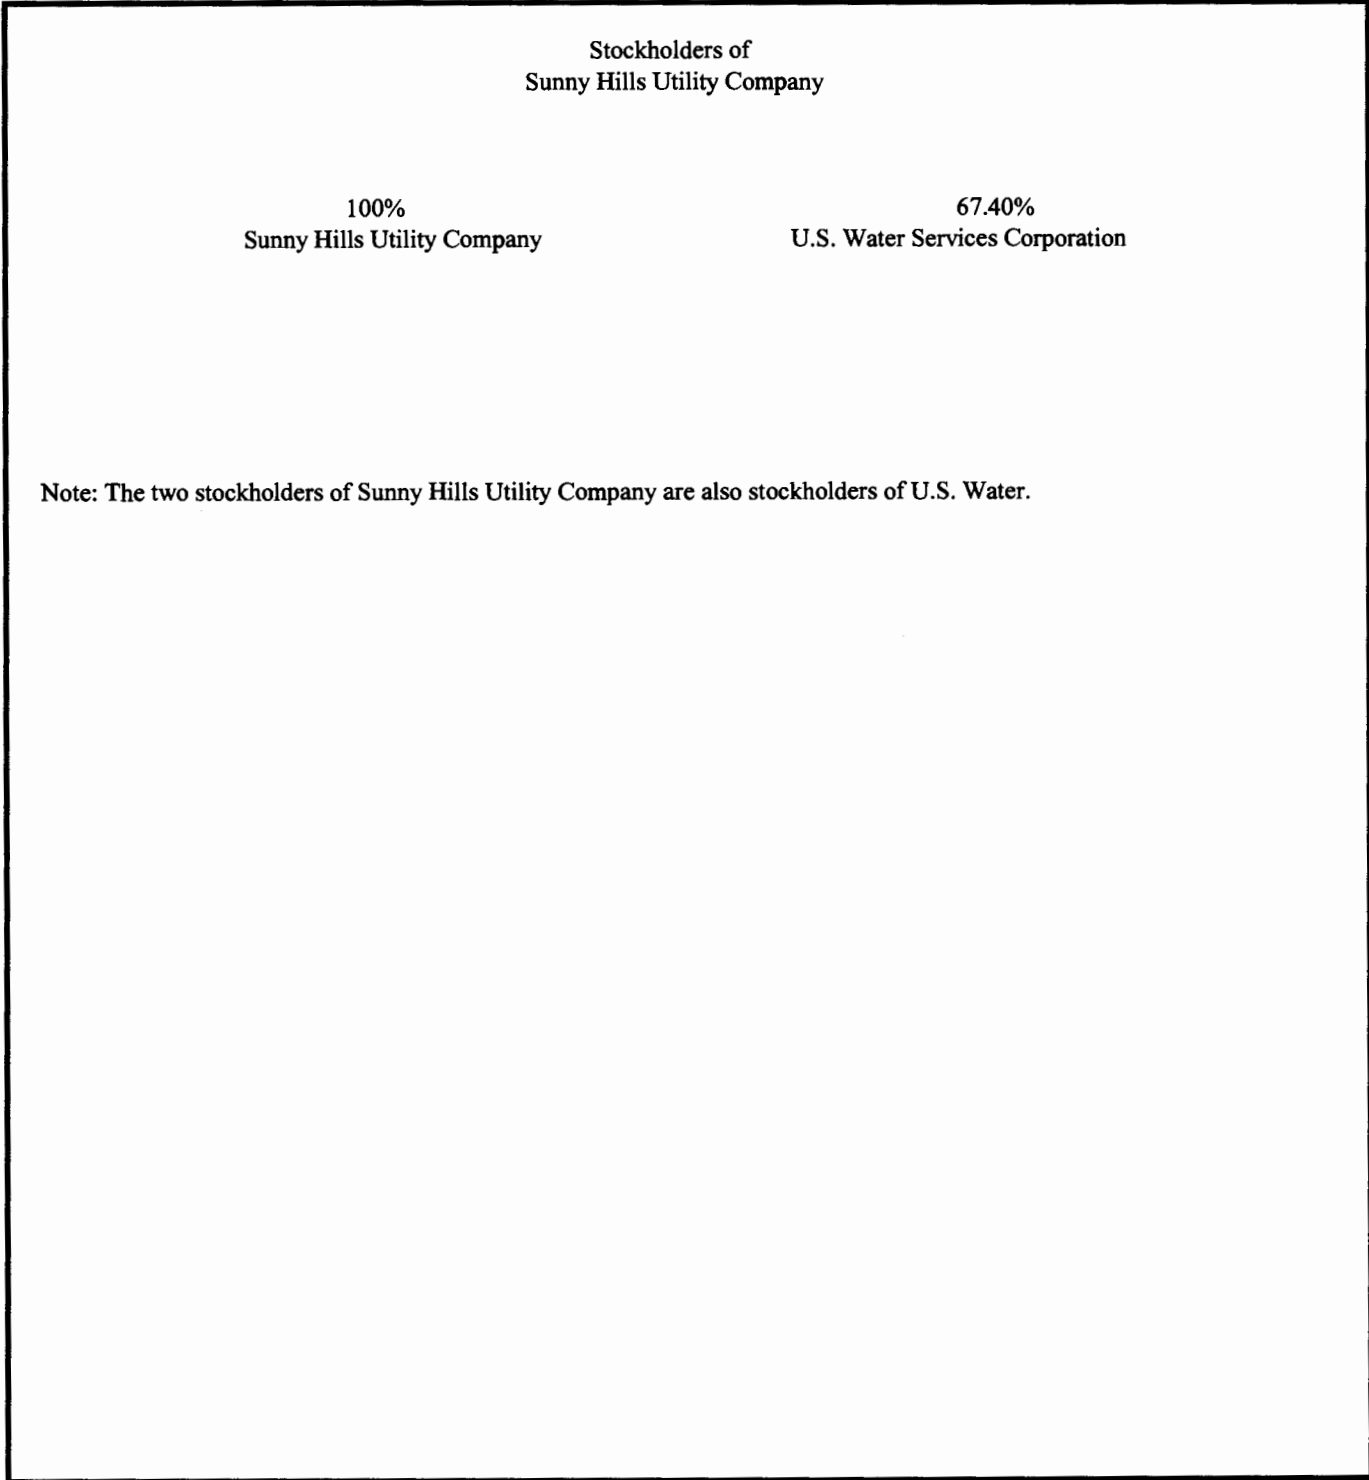 Stockholders of
Sunny Hills Utility Company
100%
Sunny Hills Utility Company
67.40%
U.S. Water Services Corporation
Note: The two stockholders of Sunny Hills Utility Company are also stockholders of U.S. Water.